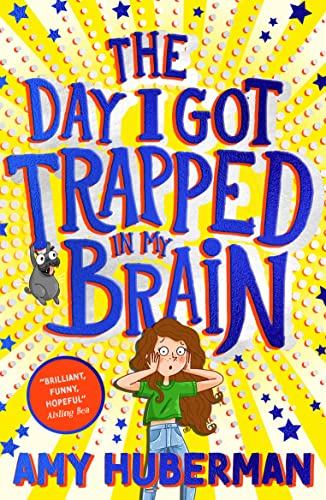 THE
DAY I GOT
TRAPPED
IN MY
BRAIN
"BRILLIANT,
FUNNY,
HOPEFUL"
Aisling Bea
AMY HUBERMAN